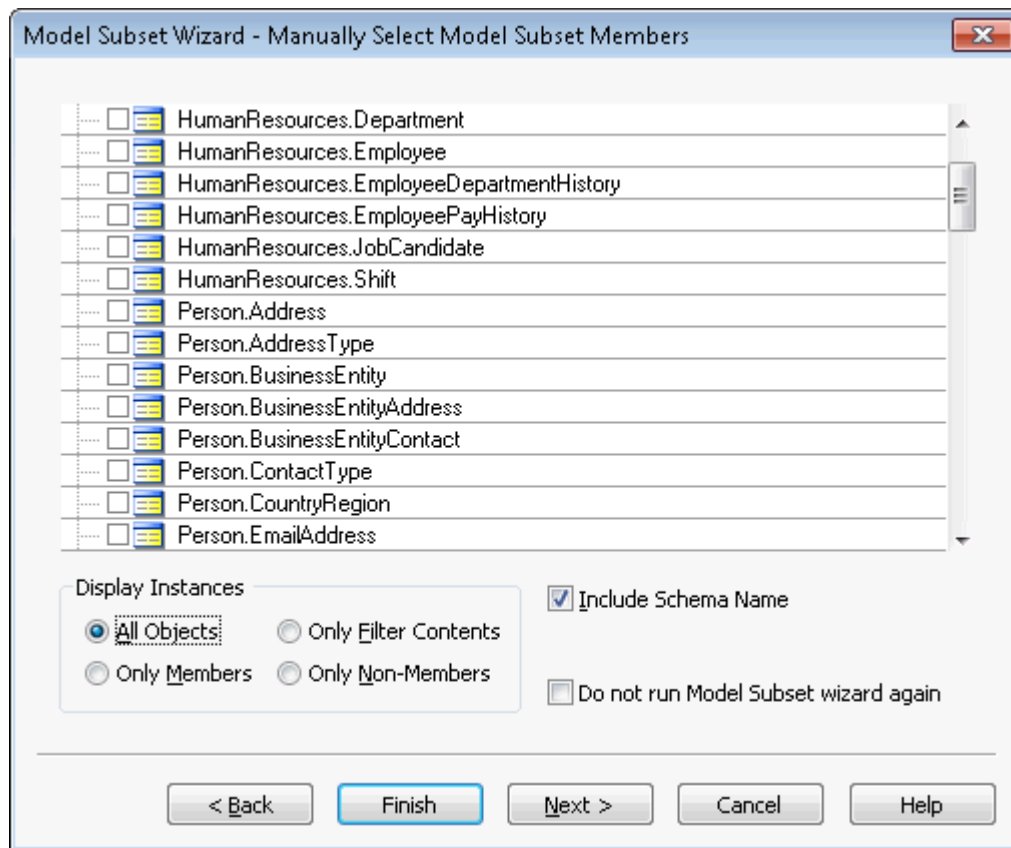 Model Subset Wizard - Manually Select Model Subset Members
HumanResources.Department
HumanResources.Employee
HumanResources.EmployeeDepartmentHistory
HumanResources.EmployeePayHistory
HumanResources.JobCandidate
HumanResources.Shift
Person.Address
Person.AddressType
Person.BusinessEntity
Person.BusinessEntityAddress
Person.BusinessEntityContact
Person.ContactType
Person.CountryRegion
Person.EmailAddress
Display Instances
All Objects Only Filter Contents
Only Members Only Non-Members
Include Schema Name
Do not run Model Subset wizard again
< Back Finish Next > Cancel Help